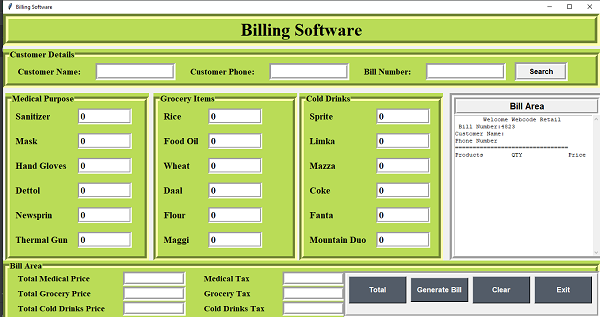 Billing Software
Billing Software
Customer Details
Customer Name:
Customer Phone:
Bill Number:
Search
Medical Purpose
Sanitizer 0
Mask 0
Hand Gloves 0
Dettol 0
Newsprin 0
Thermal Gun 0
Grocery Items
Rice 0
Food Oil 0
Wheat 0
Daal 0
Flour 0
Maggi 0
Cold Drinks
Sprite 0
Limka 0
Mazza 0
Coke 0
Fanta 0
Mountain Duo 0
Bill Area
Welcome Webcode Retail
Bill Number:4823
Customer Name:
Phone Number
================================
Products QTY Price
Bill Area
Total Medical Price
Total Grocery Price
Total Cold Drinks Price
Medical Tax
Grocery Tax
Cold Drinks Tax
Total
Generate Bill
Clear
Exit